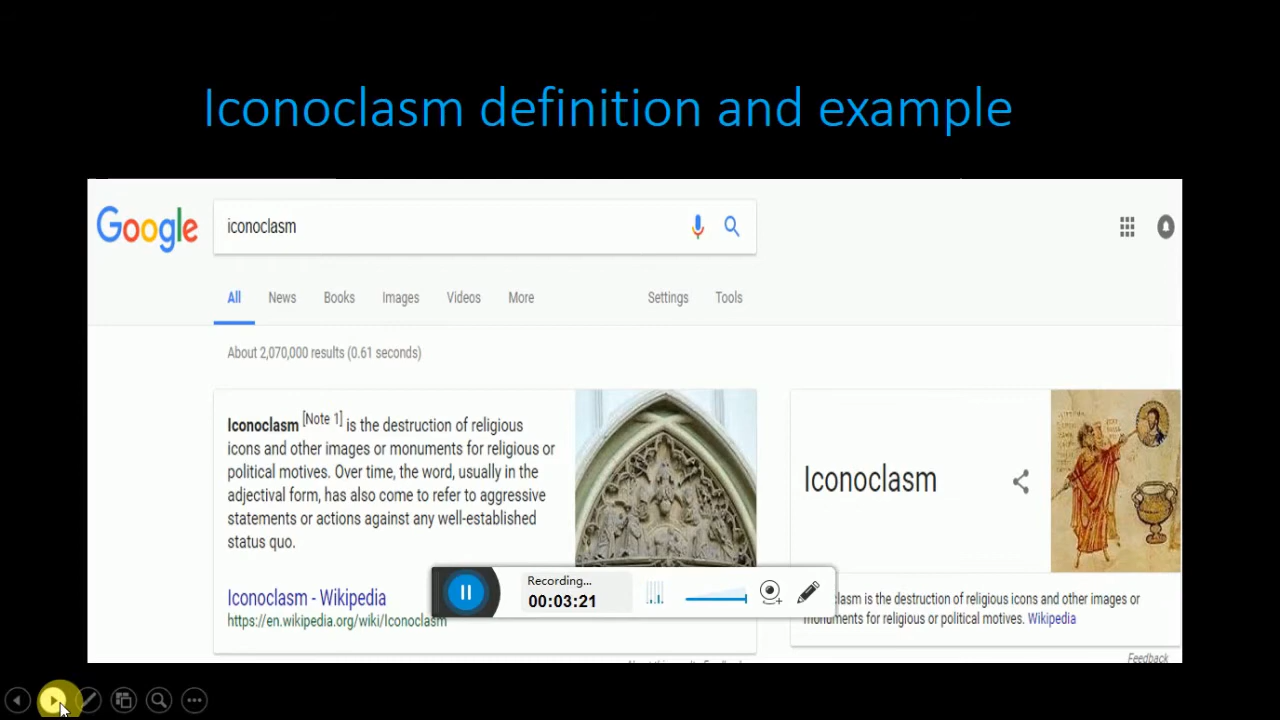 Iconoclasm definition and example
Google
iconoclasm
All News Books Images Videos More Settings Tools
About 2,070,000 results (0.61 seconds)
Iconoclasm [Note 1] is the destruction of religious
icons and other images or monuments for religious or
political motives. Over time, the word, usually in the
adjectival form, has also come to refer to aggressive
statements or actions against any well-established
status quo.
Iconoclasm - Wikipedia
https://en.wikipedia.org/wiki/Iconoclasm
Iconoclasm
clasm is the destruction of religious icons and other images or
monuments for religious or political motives. Wikipedia
Feedback
Recording...
00:03:21